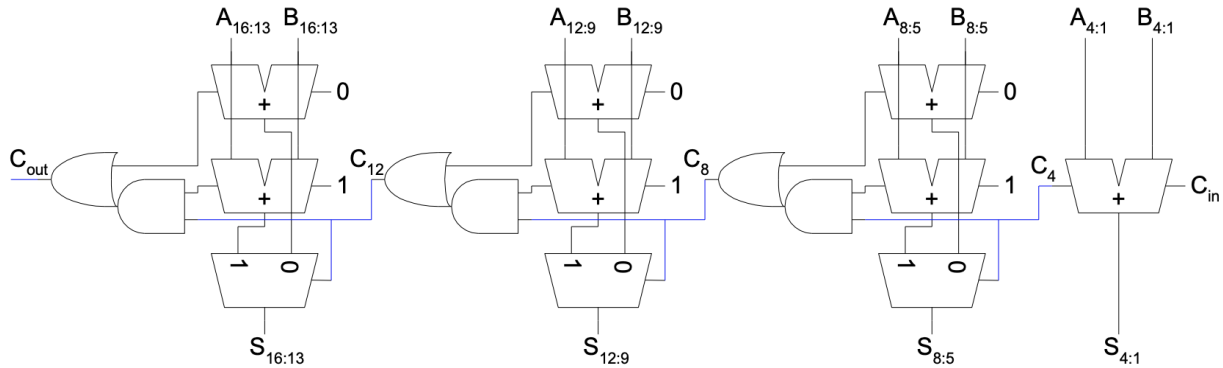 A16:13 B16:13 A12:9 B12:9 A8:5 B8:5 A4:1 B4:1
0 0 0
+ + +
Cout C12 C8 C4
1 1 1 Cin
+ + + +
1 0 1 0 1 0
S16:13 S12:9 S8:5 S4:1